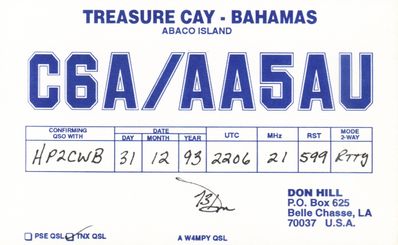 TREASURE CAY - BAHAMAS
ABACO ISLAND
C6A/AA5AU
CONFIRMING QSO WITH DATE DAY MONTH YEAR UTC MHz RST MODE 2-WAY
HP2CWB 31 12 93 2206 21 599 RTTY
73 Don
DON HILL
P.O. Box 625
Belle Chasse, LA
70037 U.S.A.
PSE QSL TNX QSL A W4MPY QSL